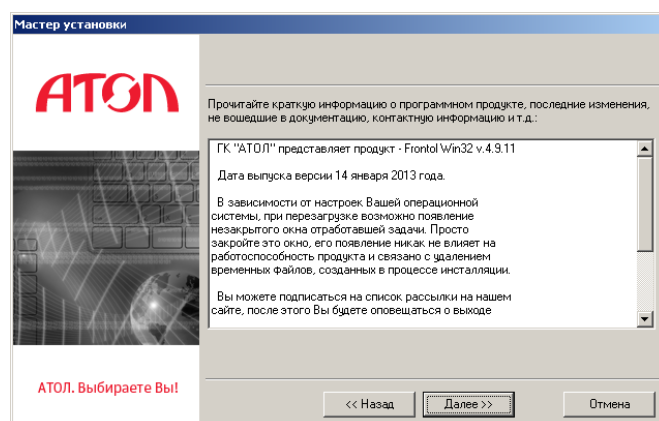 Мастер установки
АТОЛ
Прочитайте краткую информацию о программном продукте, последние изменения,
не вошедшие в документацию, контактную информацию и т.д.:
ГК "АТОЛ" представляет продукт - Frontol Win32 v.4.9.11
Дата выпуска версии 14 января 2013 года.
В зависимости от настроек Вашей операционной
системы, при перезагрузке возможно появление
незакрытого окна отработавшей задачи. Просто
закройте это окно, его появление никак не влияет на
работоспособность продукта и связано с удалением
временных файлов, созданных в процессе инсталляции.
Вы можете подписаться на список рассылки на нашем
сайте, после этого Вы будете оповещаться о выходе
АТОЛ. Выбираете Вы!
<< Назад
Далее >>
Отмена